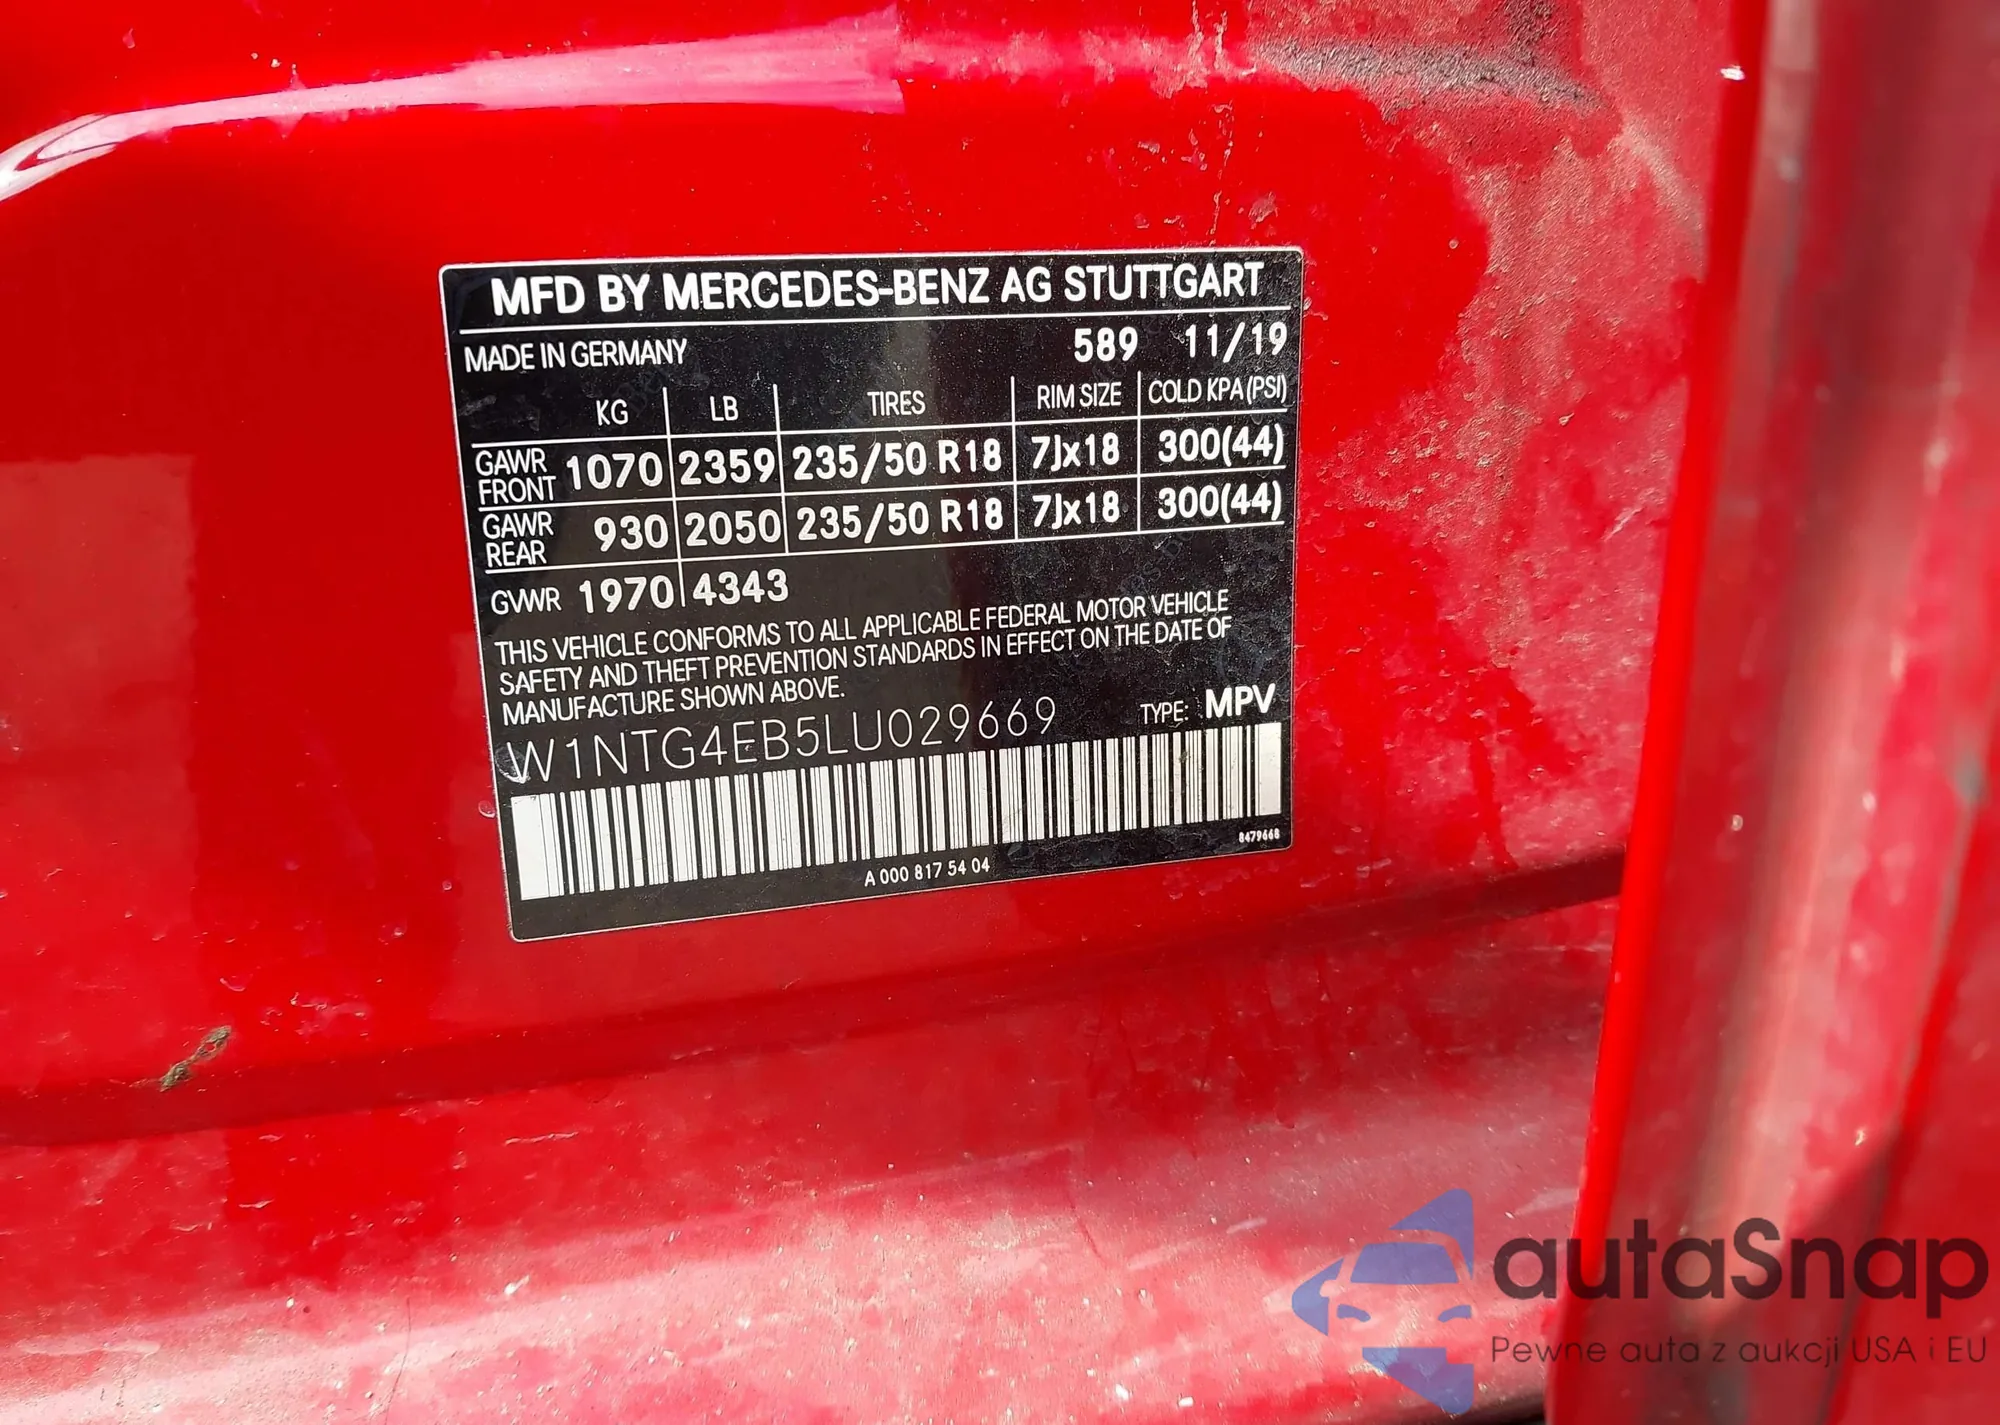 MFD BY MERCEDES-BENZ AG STUTTGART
MADE IN GERMANY 589 11/19
KG LB TIRES RIM SIZE COLD KPA (PSI)
GAWR FRONT 1070 2359 235/50 R18 7Jx18 300(44)
GAWR REAR 930 2050 235/50 R18 7Jx18 300(44)
GVWR 1970 4343
THIS VEHICLE CONFORMS TO ALL APPLICABLE FEDERAL MOTOR VEHICLE
SAFETY AND THEFT PREVENTION STANDARDS IN EFFECT ON THE DATE OF
MANUFACTURE SHOWN ABOVE.
W1NTG4EB5LU029669 TYPE: MPV
8479668
A 000 817 54 04
autaSnap
Pewne auta z aukcji USA i EU